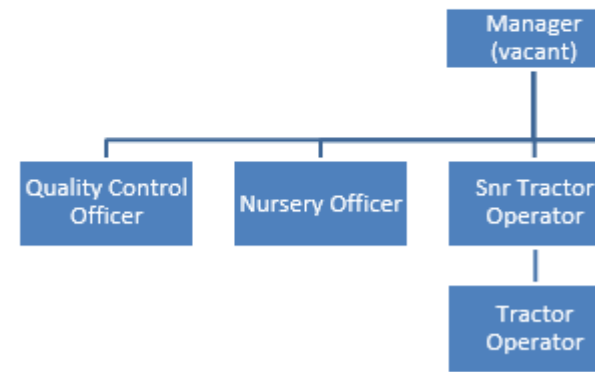 Manager
(vacant)
Quality Control
Officer
Nursery Officer
Snr Tractor
Operator
Tractor
Operator